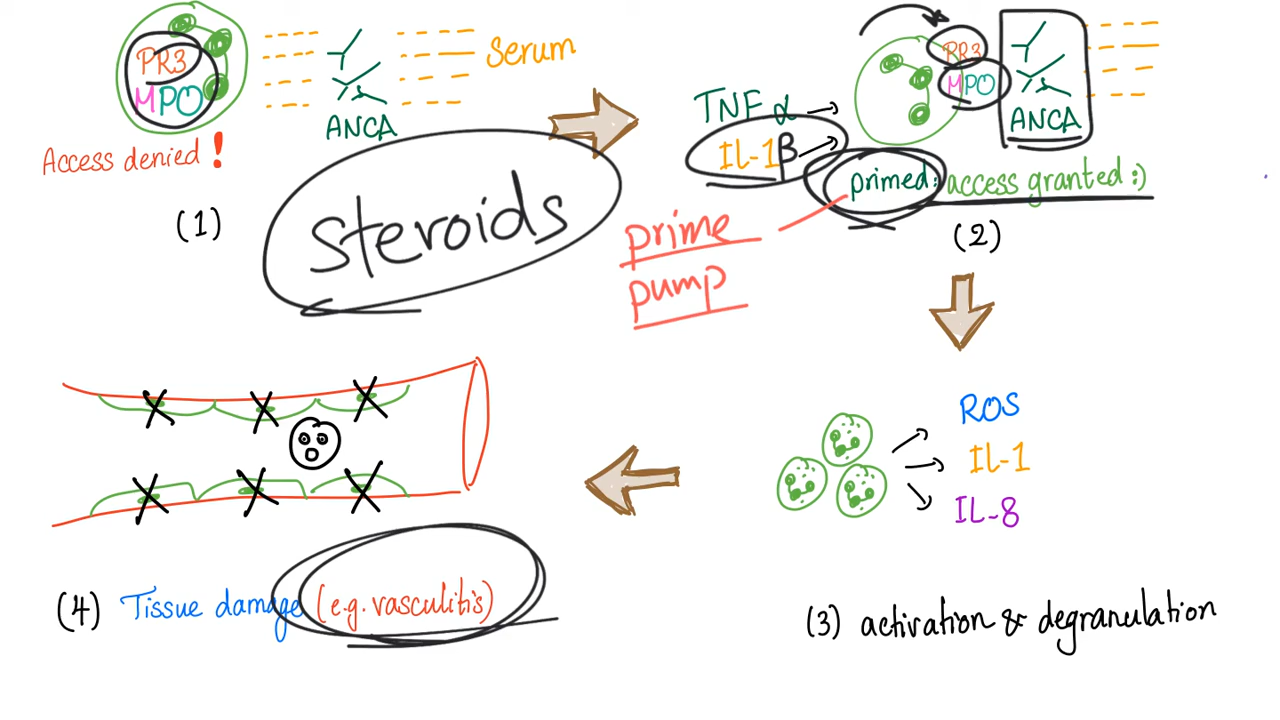 PR3
MPO
Serum
ANCA
Access denied !
(1)
TNF α →
IL-1β →
PR3
MPO
ANCA
primed: access granted :)
(2)
steroids
prime
pump
ROS
IL-1
IL-8
(3) activation & degranulation
(4) Tissue damage (e.g. vasculitis)